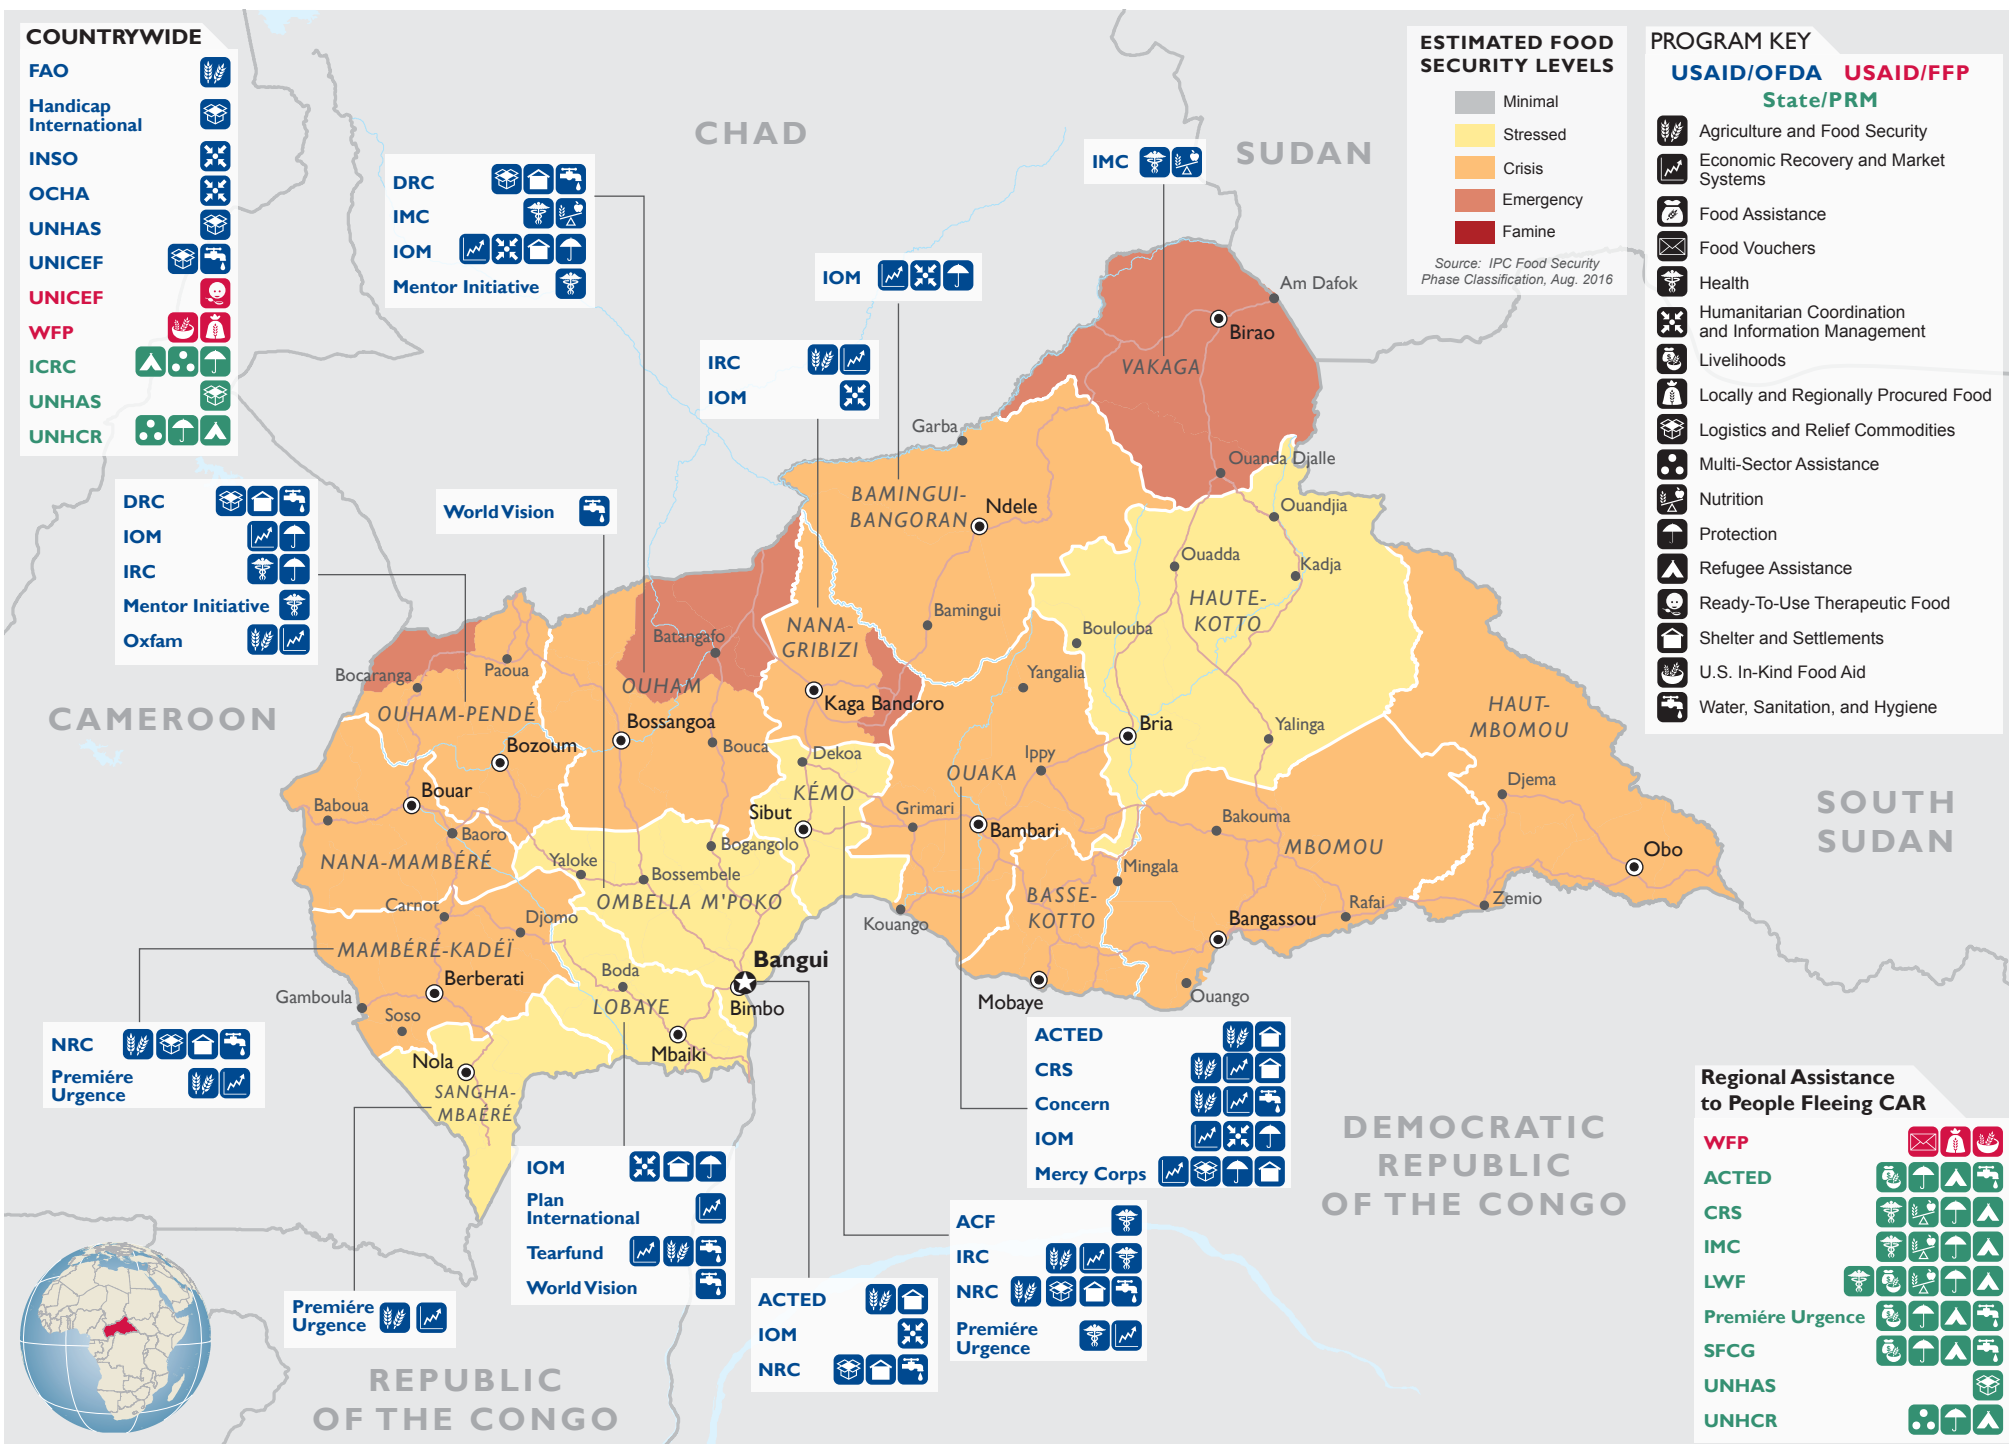 COUNTRYWIDE
FAO
Handicap
International
INSO
OCHA
UNHAS
UNICEF
UNICEF
WFP
ICRC
UNHAS
UNHCR
ESTIMATED FOOD
SECURITY LEVELS
Minimal
Stressed
Crisis
Emergency
Famine
Source: IPC Food Security
Phase Classification, Aug. 2016
PROGRAM KEY
USAID/OFDA USAID/FFP
State/PRM
Agriculture and Food Security
Economic Recovery and Market
Systems
Food Assistance
Food Vouchers
Health
Humanitarian Coordination
and Information Management
Livelihoods
Locally and Regionally Procured Food
Logistics and Relief Commodities
Multi-Sector Assistance
Nutrition
Protection
Refugee Assistance
Ready-To-Use Therapeutic Food
Shelter and Settlements
U.S. In-Kind Food Aid
Water, Sanitation, and Hygiene
CHAD
SUDAN
CAMEROON
SOUTH
SUDAN
DEMOCRATIC
REPUBLIC
OF THE CONGO
REPUBLIC
OF THE CONGO
DRC
IMC
IOM
Mentor Initiative
IMC
IOM
IRC
IOM
DRC
IOM
IRC
Mentor Initiative
Oxfam
World Vision
Am Dafok
Birao
VAKAGA
Garba
Ouanda Djalle
BAMINGUI-
BANGORAN
Ndele
Ouandjia
Ouadda
Kadja
HAUTE-
KOTTO
Bamingui
Boulouba
NANA-
GRIBIZI
Batangafo
Yangalia
Paoua
Bocaranga
OUHAM
Kaga Bandoro
OUHAM-PENDÉ
HAUT-
MBOMOU
Bossangoa
Bria
Yalinga
Bozoum
Bouca
Dekoa
Ippy
OUAKA
KÉMO
Djema
Bouar
Baboua
Sibut
Grimari
Bambari
Bakouma
Baoro
Bogangolo
MBOMOU
Obo
NANA-MAMBÉRÉ
Yaloke
Bossembele
Mingala
OMBELLA M'POKO
BASSE-
KOTTO
Rafai
Zemio
Carnot
Djomo
Kouango
Bangassou
MAMBÉRÉ-KADÉÏ
Bangui
Berberati
Boda
LOBAYE
Bimbo
Mobaye
Ouango
Gamboula
Soso
Mbaiki
Nola
SANGHA-
MBAÉRÉ
NRC
Premiére
Urgence
ACTED
CRS
Concern
IOM
Mercy Corps
IOM
Plan
International
Tearfund
World Vision
ACF
IRC
NRC
Premiére
Urgence
ACTED
IOM
NRC
Premiére
Urgence
Regional Assistance
to People Fleeing CAR
WFP
ACTED
CRS
IMC
LWF
Premiére Urgence
SFCG
UNHAS
UNHCR